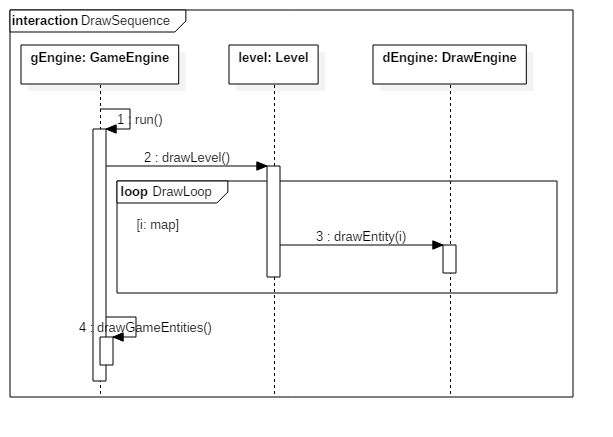 interaction DrawSequence
gEngine: GameEngine
level: Level
dEngine: DrawEngine
1 : run()
2 : drawLevel()
loop DrawLoop
[i: map]
3 : drawEntity(i)
4 : drawGameEntities()